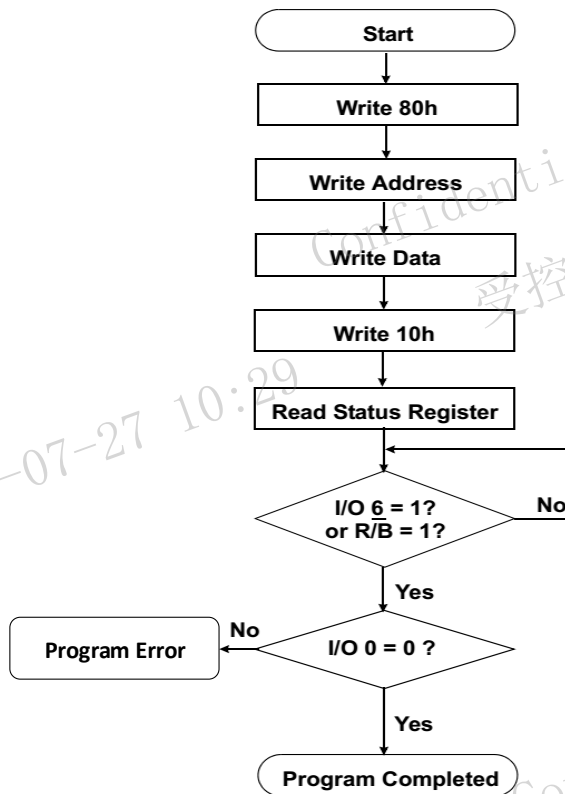 Start
Write 80h
Write Address
Confidenti
Write Data
受控
Write 10h
-07-27 10:29
Read Status Register
I/O 6 = 1?
or R/B = 1?
No
Yes
No
Program Error
I/O 0 = 0 ?
Yes
Program Completed